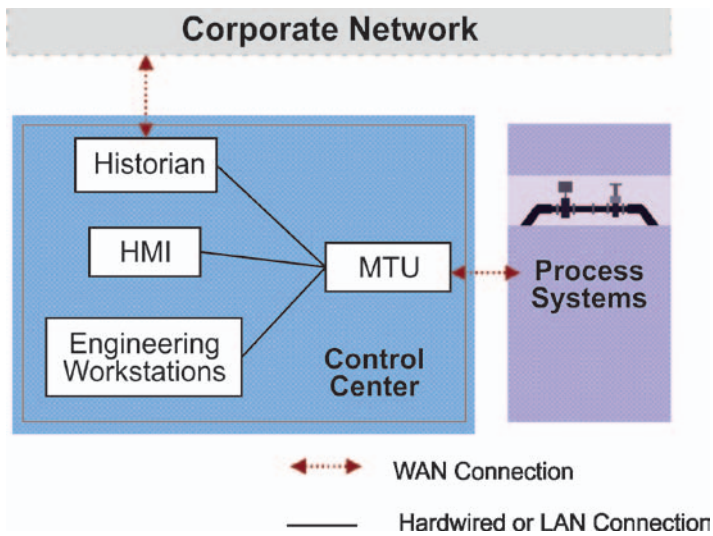 Corporate Network
Historian
HMI
MTU
Engineering
Workstations
Control
Center
Process
Systems
WAN Connection
Hardwired or LAN Connection